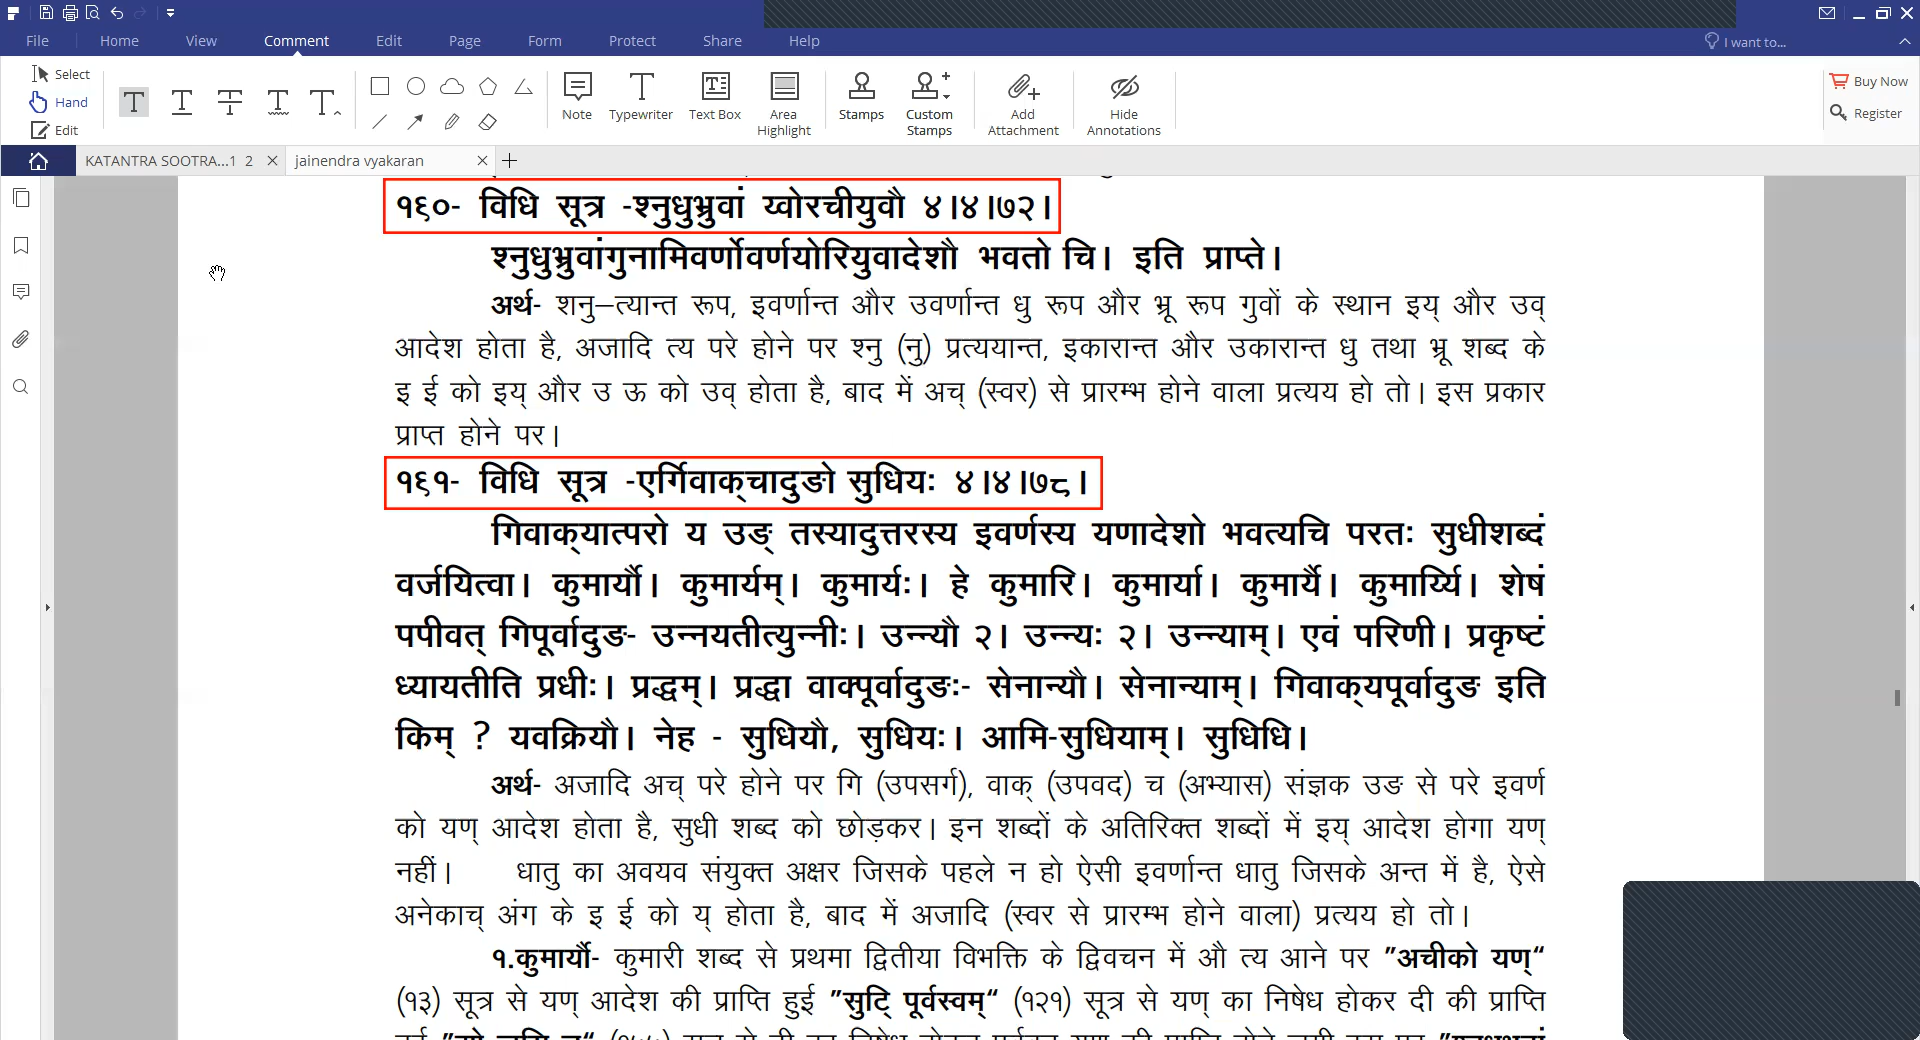 File Home View Comment Edit Page Form Protect Share Help I want to...
Select
Hand
Edit
Note Typewriter Text Box Area Highlight Stamps Custom Stamps Add Attachment Hide Annotations
Buy Now
Register
KATANTRA SOOTRA...1 2 jainendra vyakaran
१९०- विधि सूत्र -श्नुधुभ्रुवां य्वोरचीयुवौ ४।४।७२।
श्नुधुभ्रुवांगुनामिवर्णोवर्णयोरियुवादेशौ भवतो चि। इति प्राप्ते।
अर्थ- शनु–त्यान्त रूप, इवर्णान्त और उवर्णान्त धु रूप और भ्रू रूप गुवों के स्थान इय् और उव्
आदेश होता है, अजादि त्य परे होने पर श्नु (नु) प्रत्ययान्त, इकारान्त और उकारान्त धु तथा भ्रू शब्द के
इ ई को इय् और उ ऊ को उव् होता है, बाद में अच् (स्वर) से प्रारम्भ होने वाला प्रत्यय हो तो। इस प्रकार
प्राप्त होने पर।
१९१- विधि सूत्र -एर्गिवाक्चादुङो सुधियः ४।४।७८।
गिवाक्यात्परो य उङ् तस्यादुत्तरस्य इवर्णस्य यणादेशो भवत्यचि परतः सुधीशब्दं
वर्जयित्वा। कुमार्यौ। कुमार्यम्। कुमार्यः। हे कुमारि। कुमार्या। कुमार्यै। कुमार्य्यि। शेषं
पपीवत् गिपूर्वादुङ- उन्नयतीत्युन्नीः। उन्न्यौ २। उन्न्यः २। उन्न्याम्। एवं परिणी। प्रकृष्टं
ध्यायतीति प्रधीः। प्रद्धम्। प्रद्धा वाक्पूर्वादुङः- सेनान्यौ। सेनान्याम्। गिवाक्यपूर्वादुङ इति
किम् ? यवक्रियौ। नेह - सुधियौ, सुधियः। आमि-सुधियाम्। सुधिधि।
अर्थ- अजादि अच् परे होने पर गि (उपसर्ग), वाक् (उपवद) च (अभ्यास) संज्ञक उङ से परे इवर्ण
को यण् आदेश होता है, सुधी शब्द को छोड़कर। इन शब्दों के अतिरिक्त शब्दों में इय् आदेश होगा यण्
नहीं। धातु का अवयव संयुक्त अक्षर जिसके पहले न हो ऐसी इवर्णान्त धातु जिसके अन्त में है, ऐसे
अनेकाच् अंग के इ ई को य् होता है, बाद में अजादि (स्वर से प्रारम्भ होने वाला) प्रत्यय हो तो।
१.कुमार्यौ- कुमारी शब्द से प्रथमा द्वितीया विभक्ति के द्विवचन में औ त्य आने पर ”अचीको यण्“
(१३) सूत्र से यण् आदेश की प्राप्ति हुई ”सुटि् पूर्वस्वम्“ (१२१) सूत्र से यण् का निषेध होकर दी की प्राप्ति